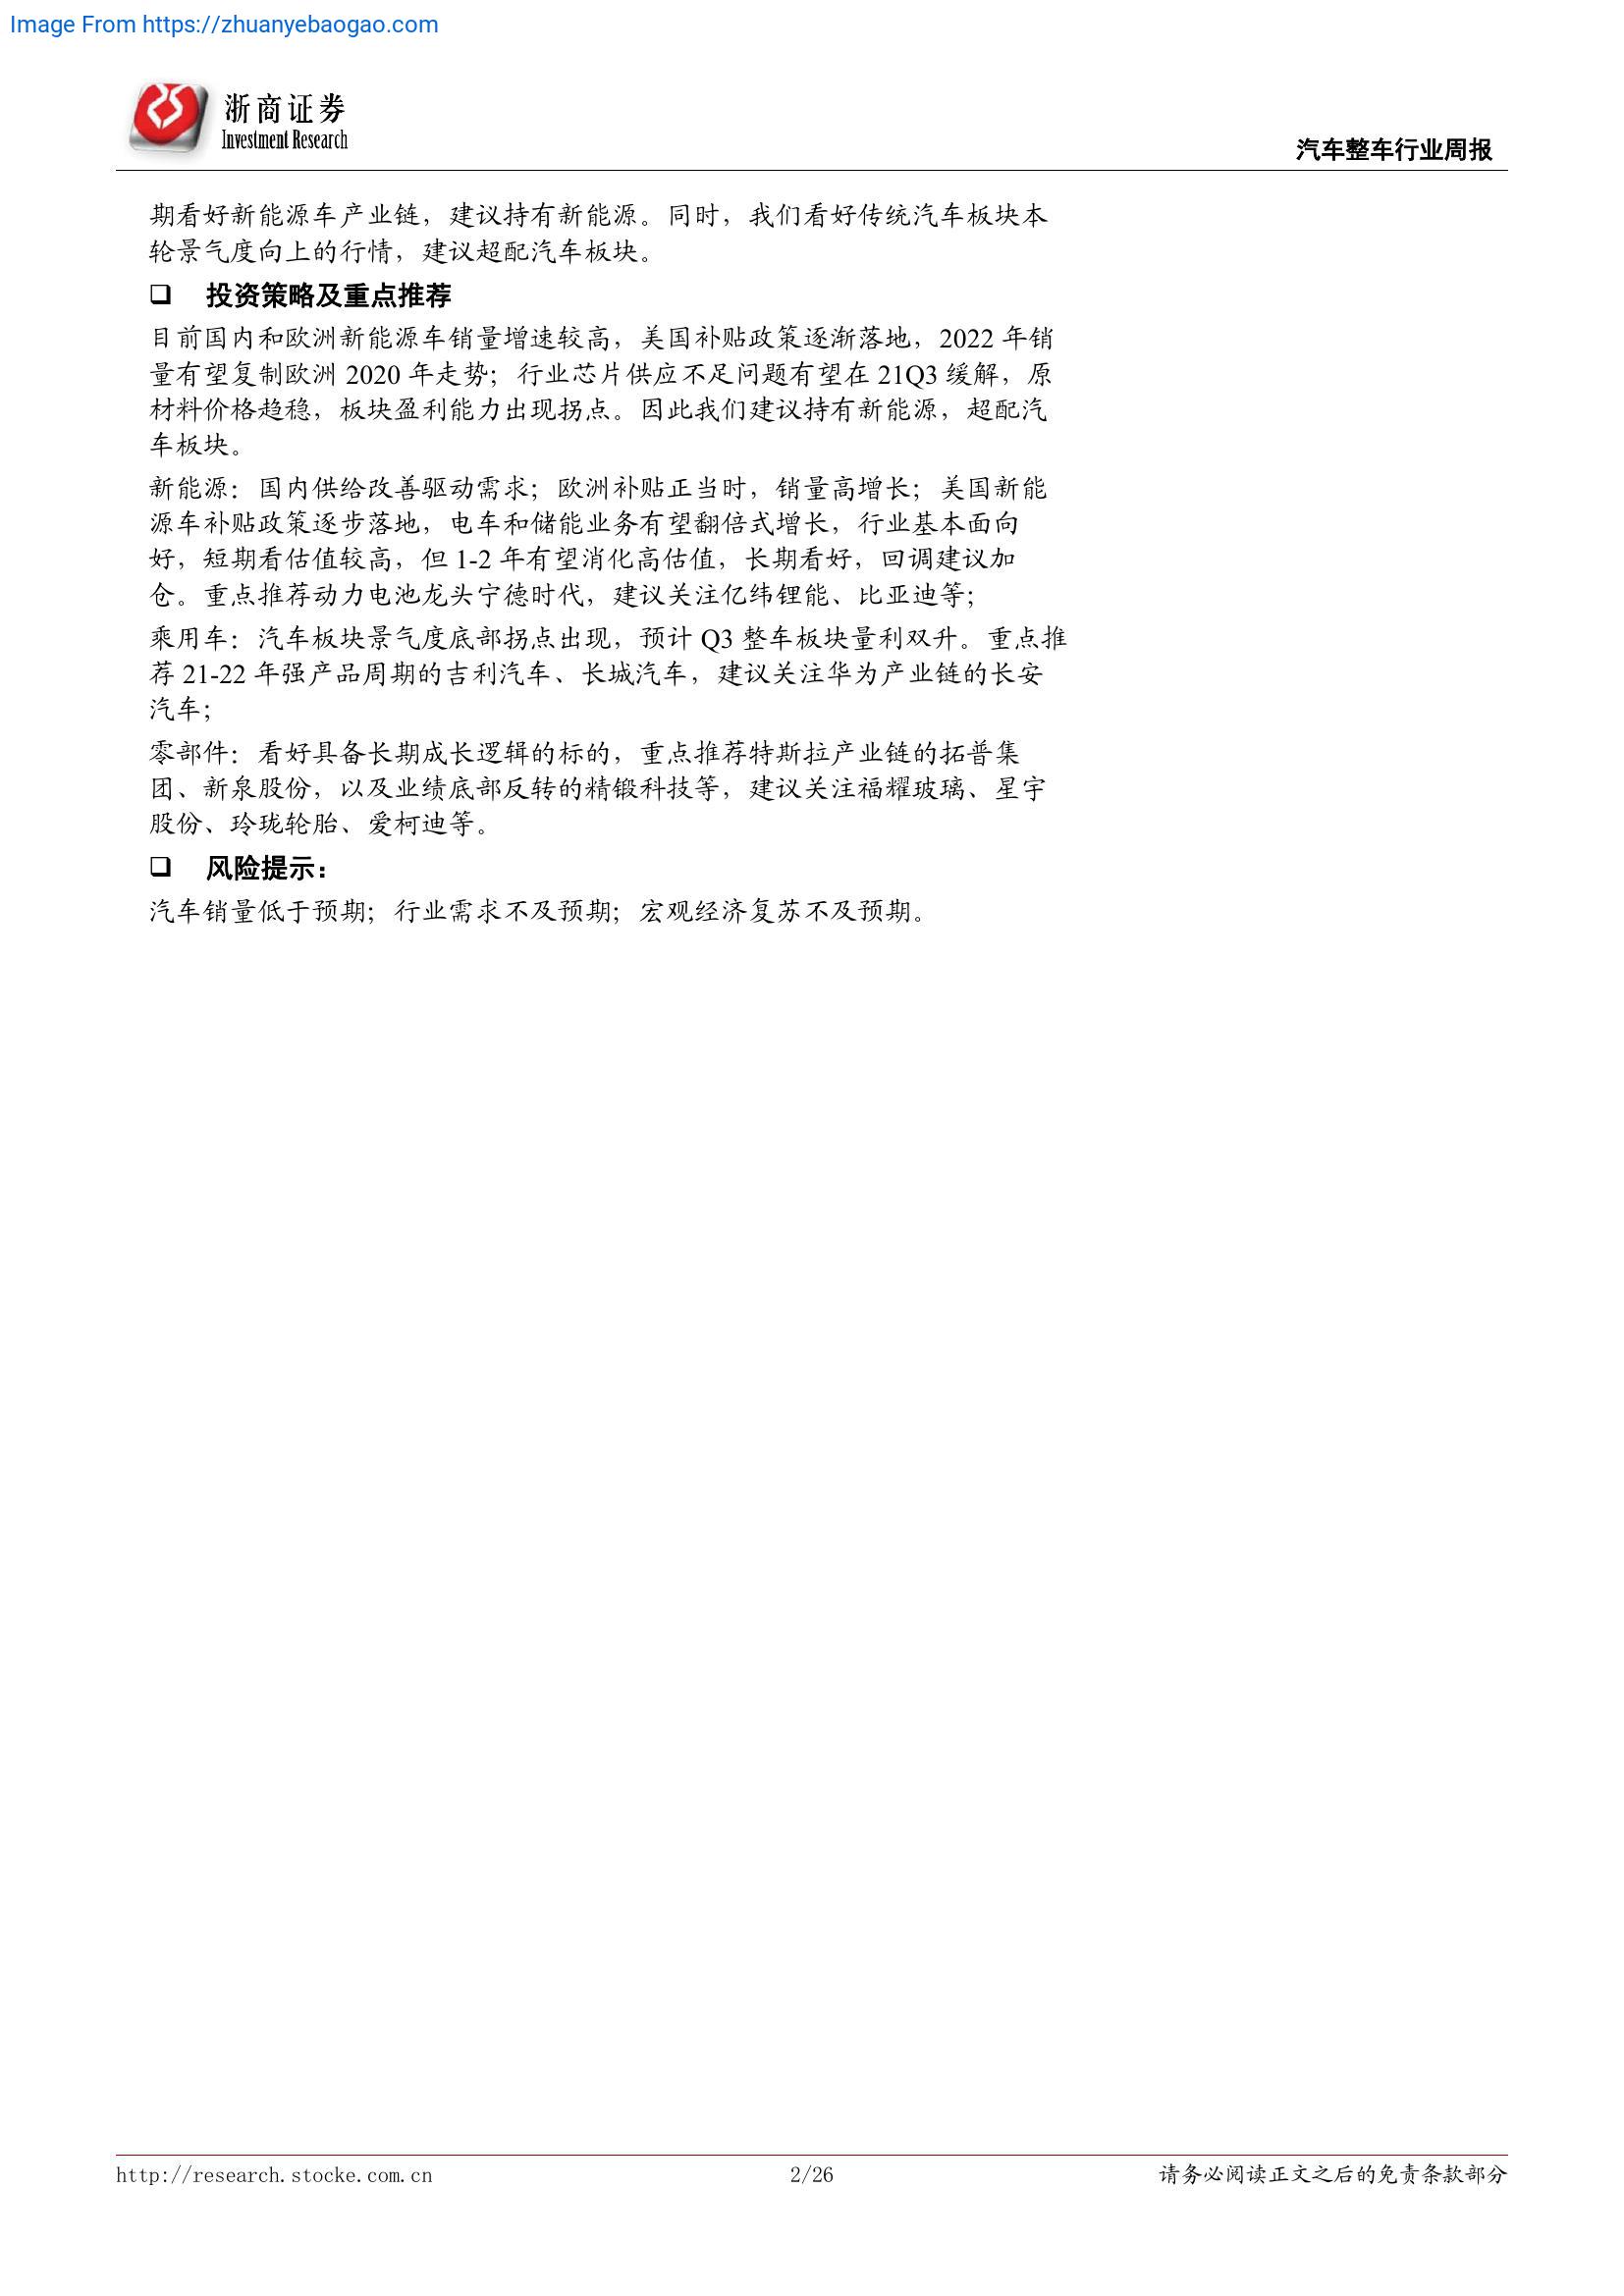 Image From https://zhuanyebaogao.com
浙商证券
Investment Research
汽车整车行业周报
期看好新能源车产业链，建议持有新能源。同时，我们看好传统汽车板块本
轮景气度向上的行情，建议超配汽车板块。
❑ 投资策略及重点推荐
目前国内和欧洲新能源车销量增速较高，美国补贴政策逐渐落地，2022 年销
量有望复制欧洲 2020 年走势；行业芯片供应不足问题有望在 21Q3 缓解，原
材料价格趋稳，板块盈利能力出现拐点。因此我们建议持有新能源，超配汽
车板块。
新能源：国内供给改善驱动需求；欧洲补贴正当时，销量高增长；美国新能
源车补贴政策逐步落地，电车和储能业务有望翻倍式增长，行业基本面向
好，短期看估值较高，但 1-2 年有望消化高估值，长期看好，回调建议加
仓。重点推荐动力电池龙头宁德时代，建议关注亿纬锂能、比亚迪等；
乘用车：汽车板块景气度底部拐点出现，预计 Q3 整车板块量利双升。重点推
荐 21-22 年强产品周期的吉利汽车、长城汽车，建议关注华为产业链的长安
汽车；
零部件：看好具备长期成长逻辑的标的，重点推荐特斯拉产业链的拓普集
团、新泉股份，以及业绩底部反转的精锻科技等，建议关注福耀玻璃、星宇
股份、玲珑轮胎、爱柯迪等。
❑ 风险提示：
汽车销量低于预期；行业需求不及预期；宏观经济复苏不及预期。
http://research.stocke.com.cn
2/26
请务必阅读正文之后的免责条款部分